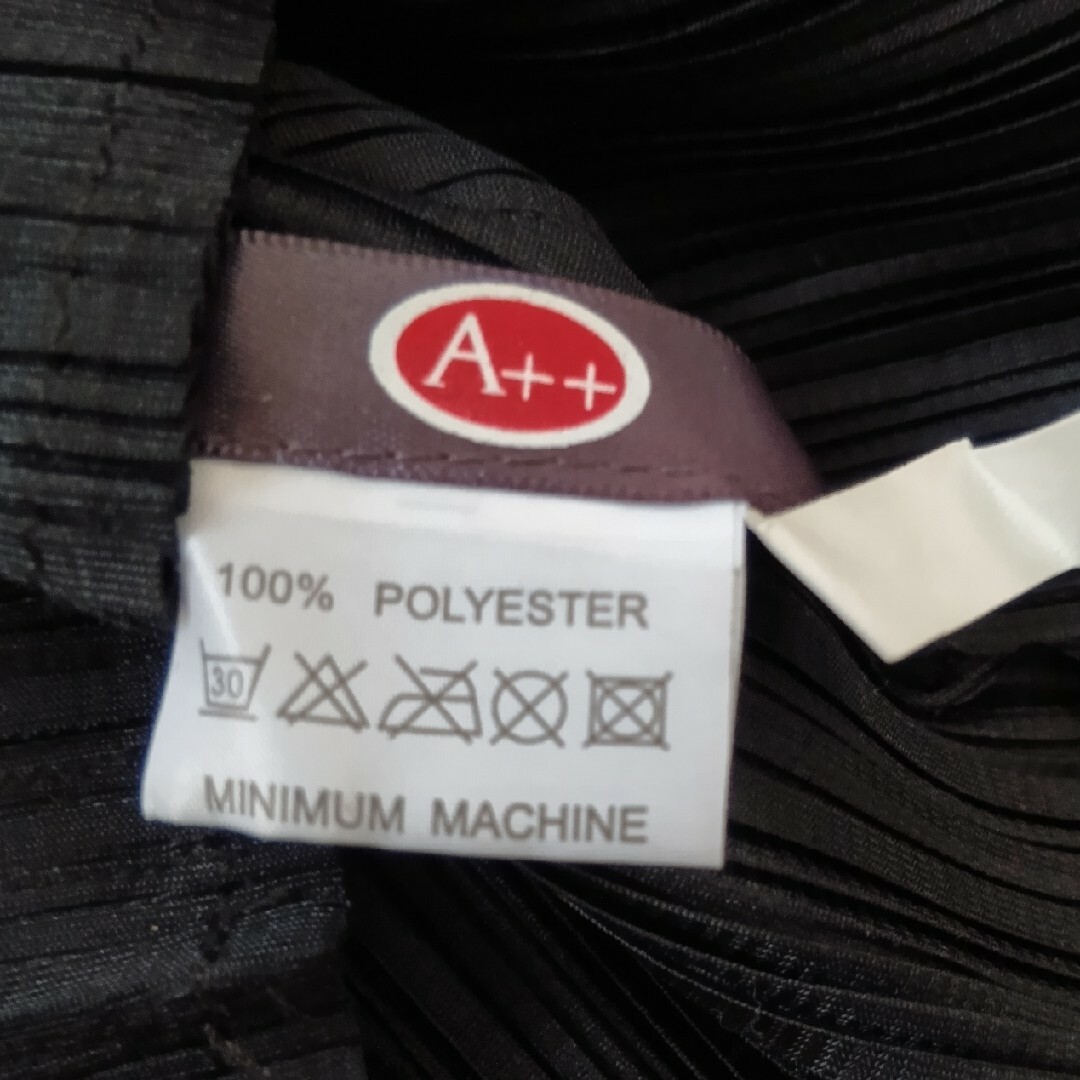 A++
100% POLYESTER
30
MINIMUM MACHINE